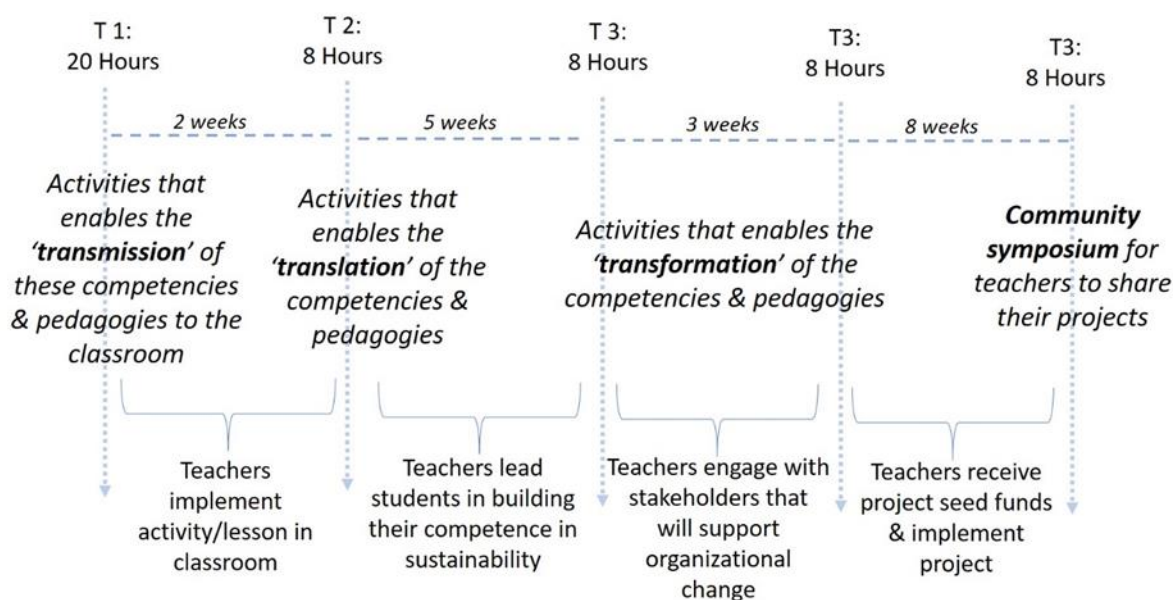 T 1:
20 Hours
T 2:
8 Hours
T 3:
8 Hours
T3:
8 Hours
T3:
8 Hours
2 weeks
5 weeks
3 weeks
8 weeks
Activities that
enables the
‘transmission’ of
these competencies
& pedagogies to the
classroom
Activities that
enables the
‘translation’ of the
competencies &
pedagogies
Activities that enables the
‘transformation’ of the
competencies & pedagogies
Community
symposium for
teachers to share
their projects
Teachers
implement
activity/lesson in
classroom
Teachers lead
students in building
their competence in
sustainability
Teachers engage with
stakeholders that
will support
organizational
change
Teachers receive
project seed funds
& implement
project